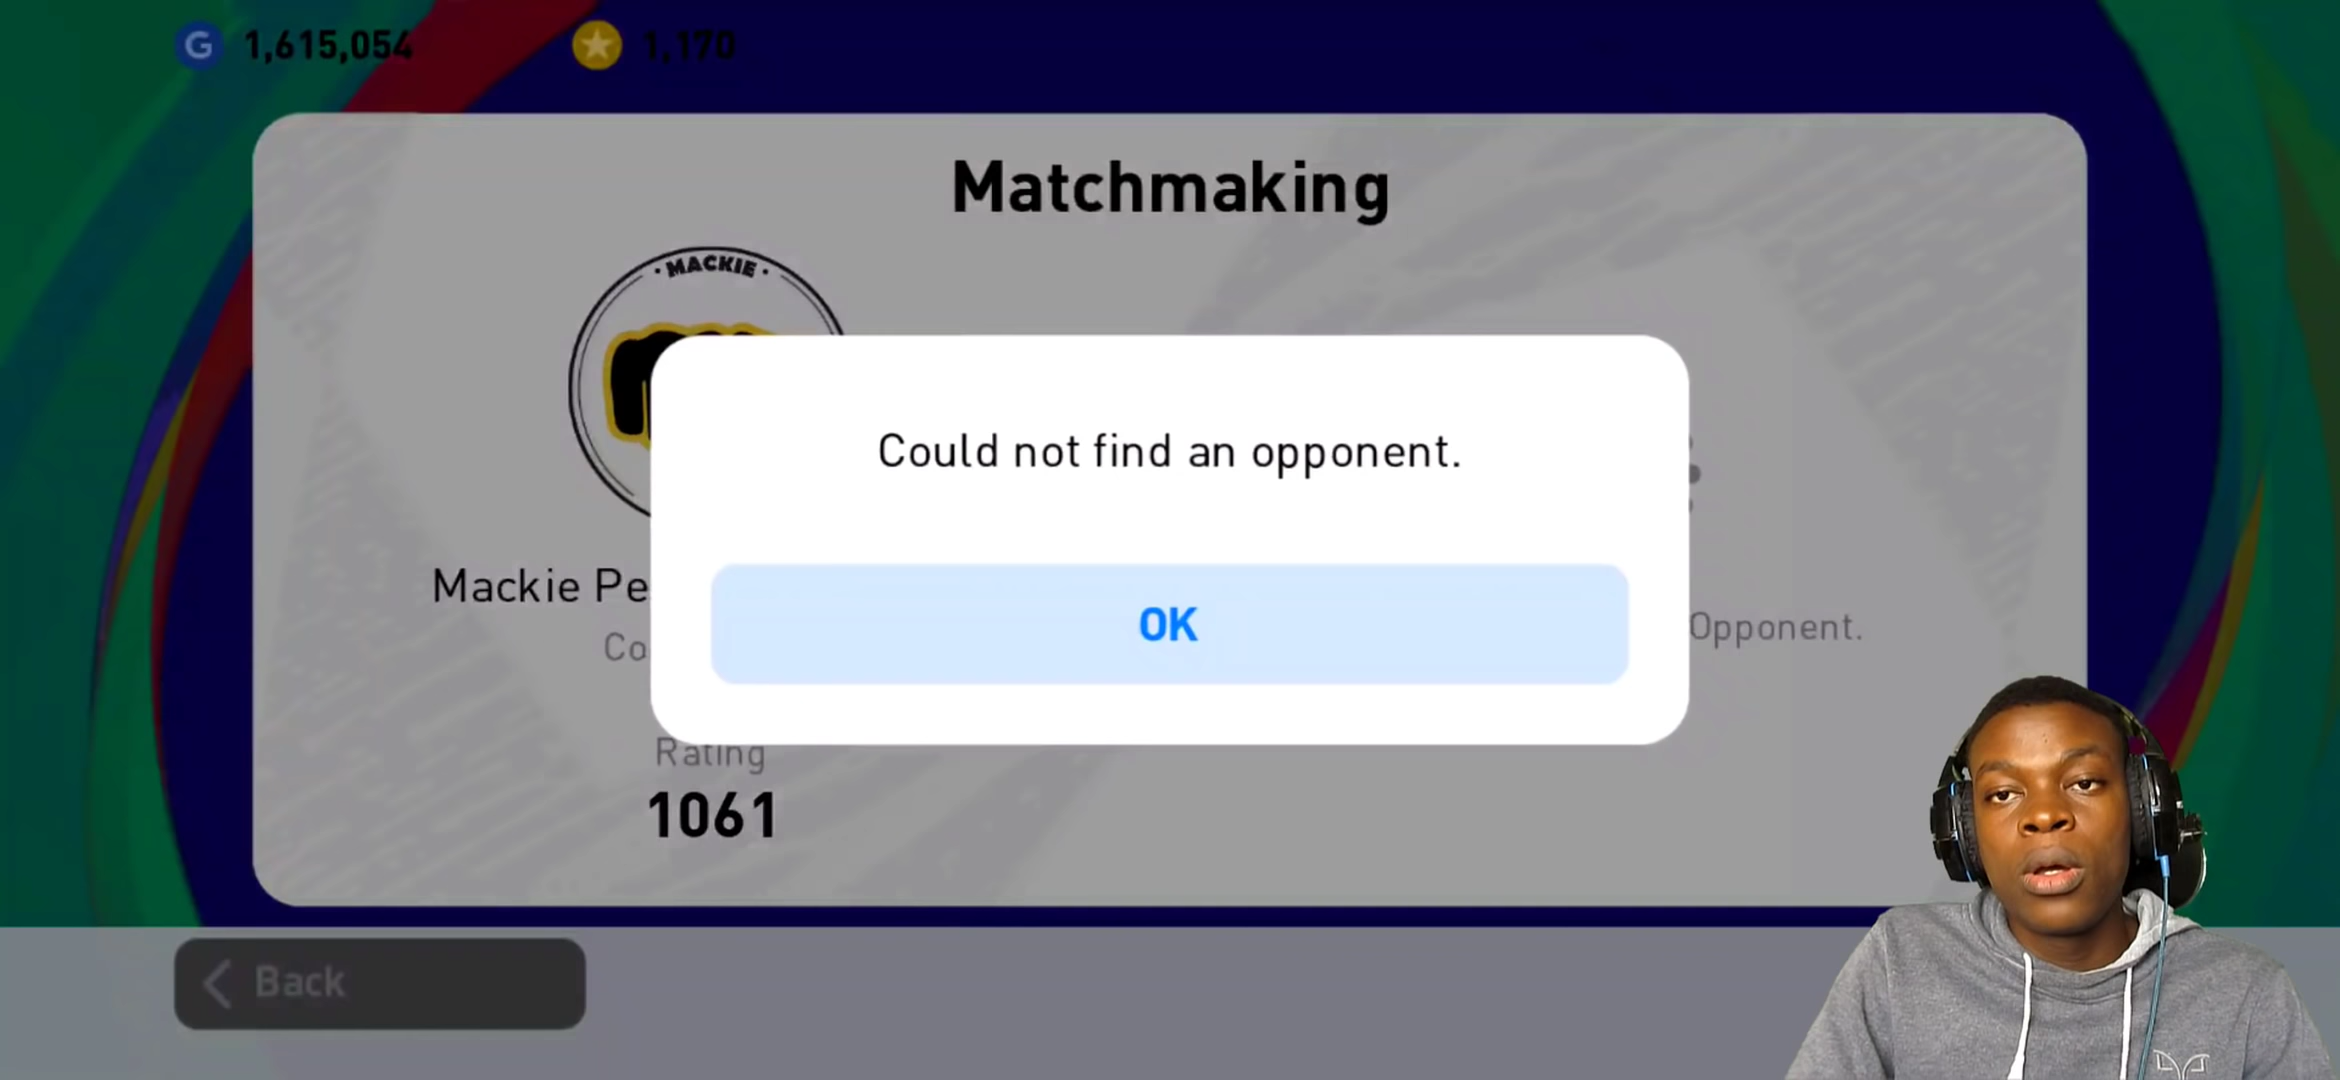 G 1,615,054 1,170
Matchmaking
· MACKIE ·
Could not find an opponent.
Mackie Pe
OK
Co
Opponent.
Rating
1061
Back